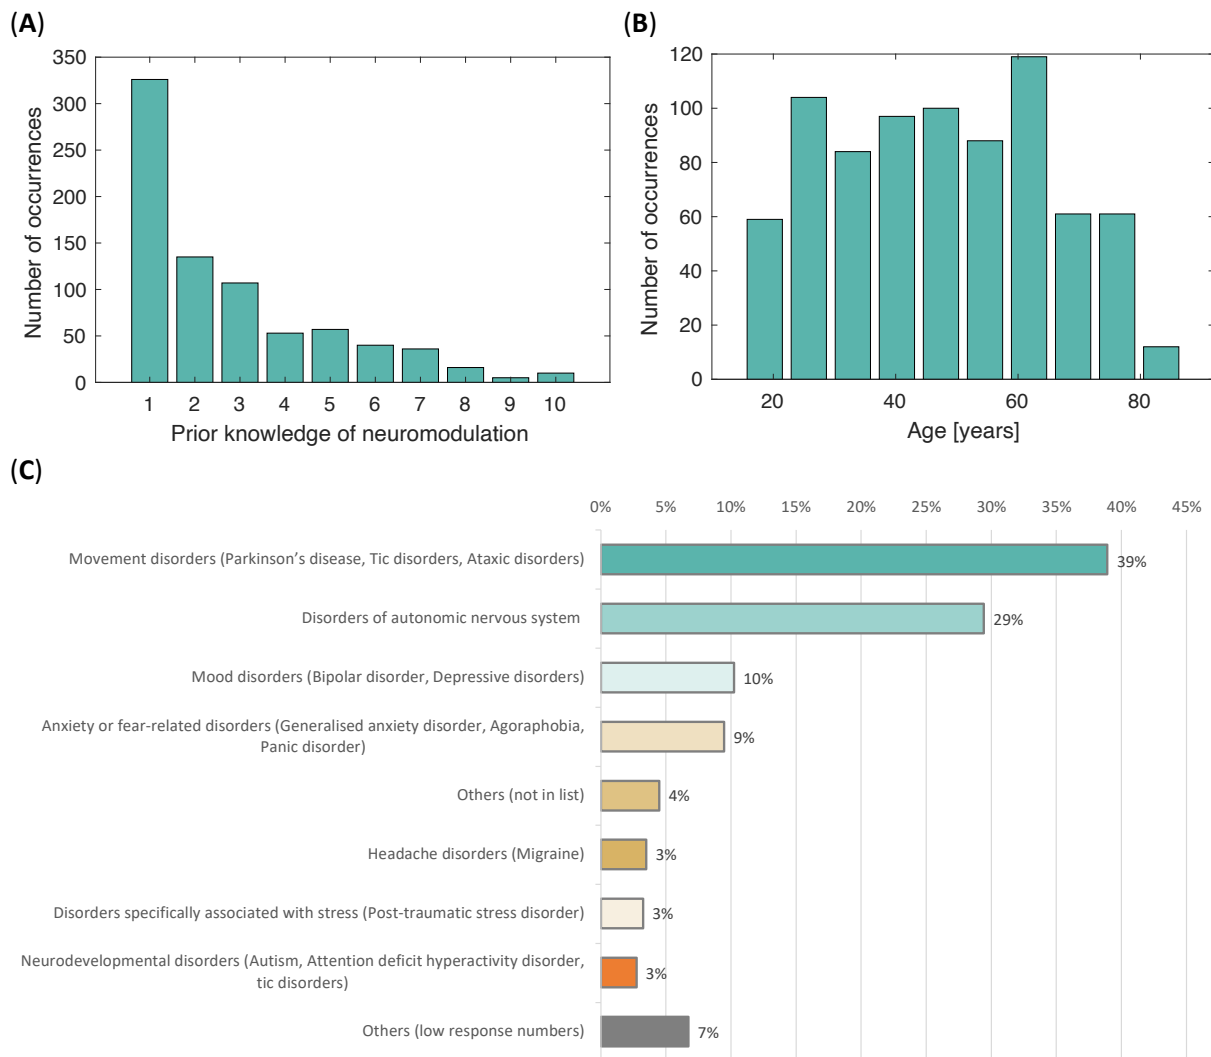 (A)
350
300
250
200
150
100
50
0
Number of occurrences
1 2 3 4 5 6 7 8 9 10
Prior knowledge of neuromodulation
(B)
120
100
80
60
40
20
0
Number of occurrences
20 40 60 80
Age [years]
(C)
0% 5% 10% 15% 20% 25% 30% 35% 40% 45%
Movement disorders (Parkinson’s disease, Tic disorders, Ataxic disorders) 39%
Disorders of autonomic nervous system 29%
Mood disorders (Bipolar disorder, Depressive disorders) 10%
Anxiety or fear-related disorders (Generalised anxiety disorder, Agoraphobia,
Panic disorder) 9%
Others (not in list) 4%
Headache disorders (Migraine) 3%
Disorders specifically associated with stress (Post-traumatic stress disorder) 3%
Neurodevelopmental disorders (Autism, Attention deficit hyperactivity disorder,
tic disorders) 3%
Others (low response numbers) 7%